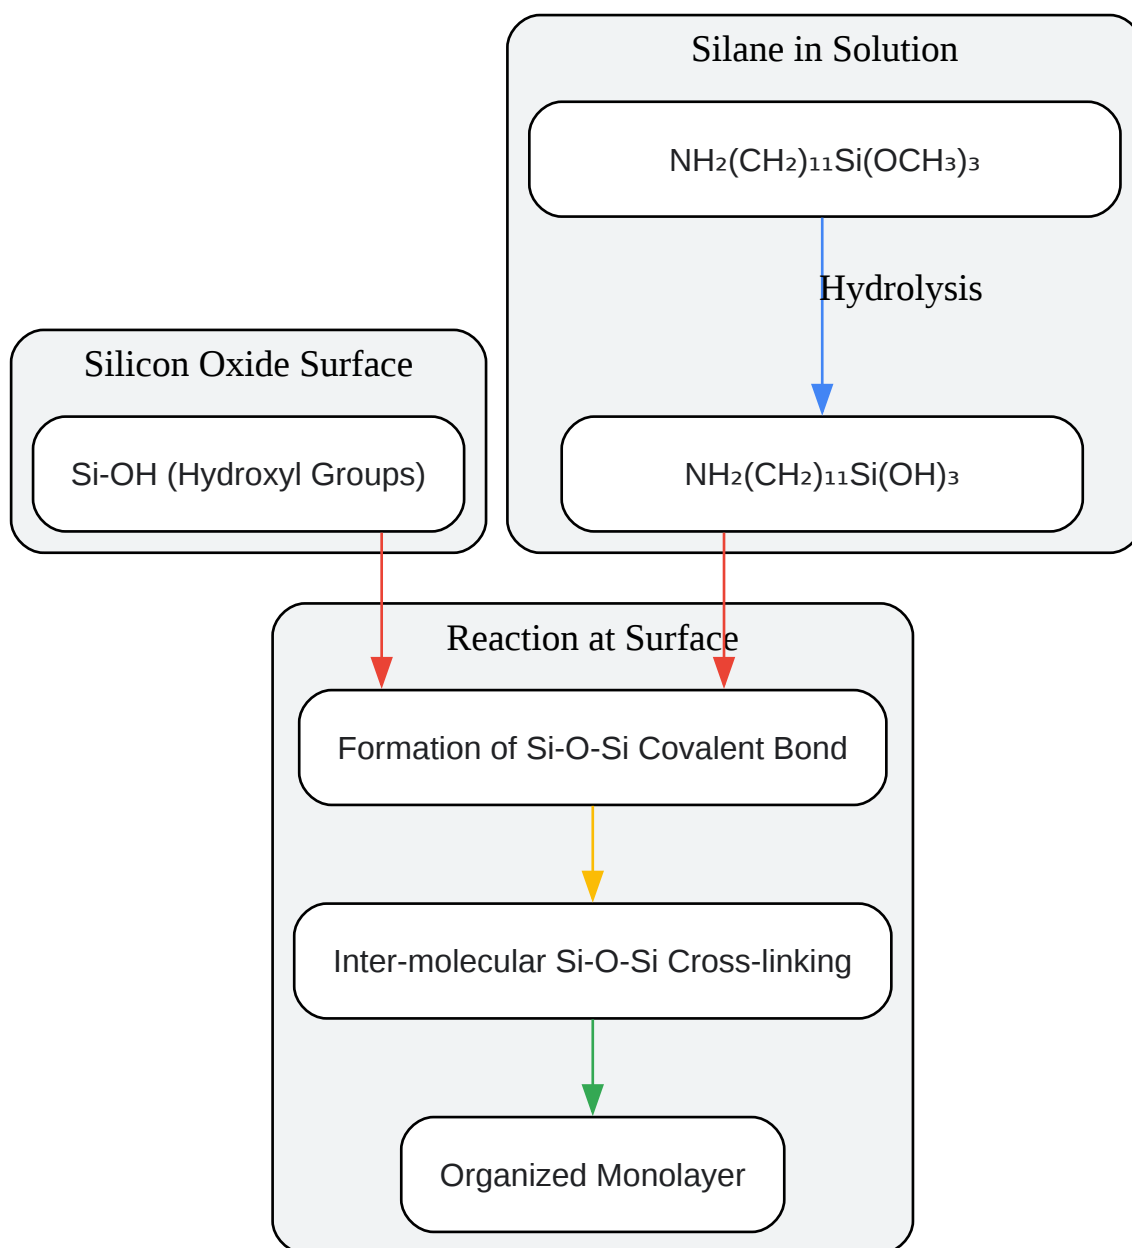 Silane in Solution
NH₂(CH₂)₁₁Si(OCH₃)₃
Hydrolysis
Silicon Oxide Surface
Si-OH (Hydroxyl Groups)
NH₂(CH₂)₁₁Si(OH)₃
Reaction at Surface
Formation of Si-O-Si Covalent Bond
Inter-molecular Si-O-Si Cross-linking
Organized Monolayer